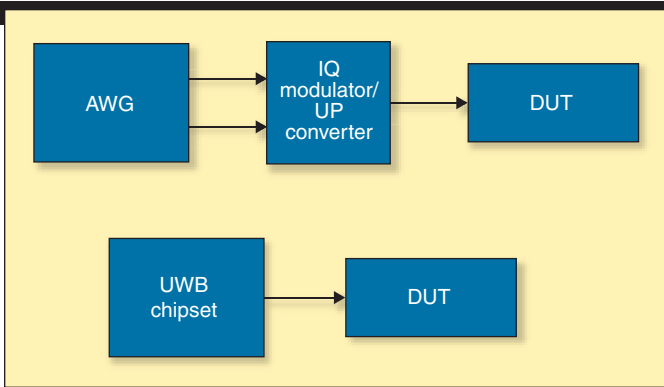 AWG
IQ
modulator/
UP
converter
DUT
UWB
chipset
DUT